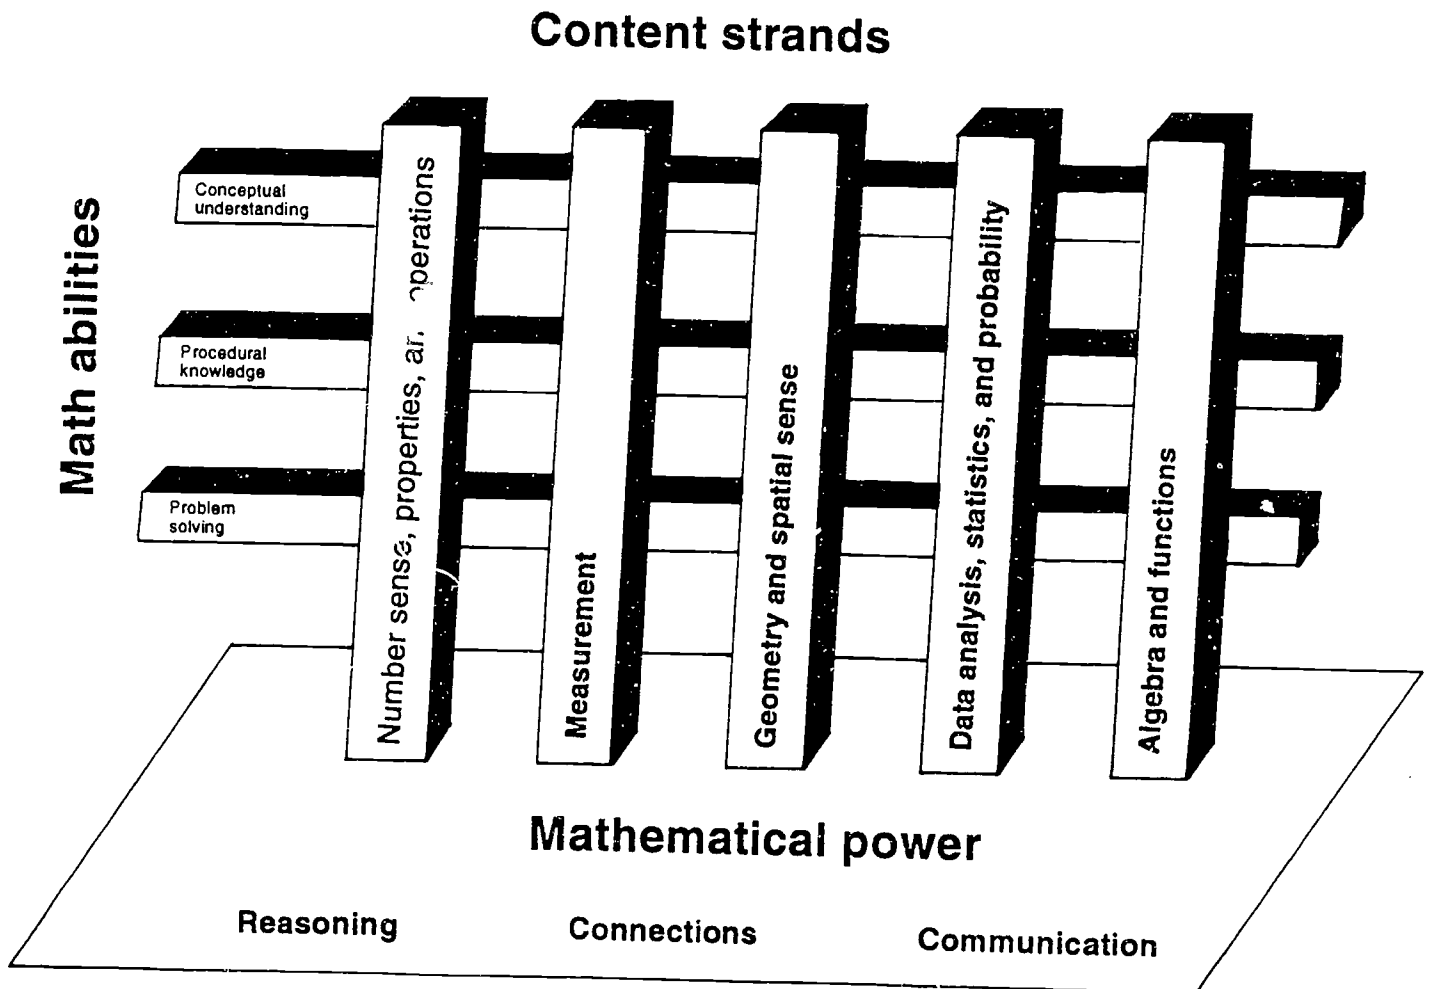 Content strands
Math abilities
Conceptual
understanding
Procedural
knowledge
Problem
solving
Number sense, properties, operations
Measurement
Geometry and spatial sense
Data analysis, statistics, and probability
Algebra and functions
Mathematical power
Reasoning
Connections
Communication